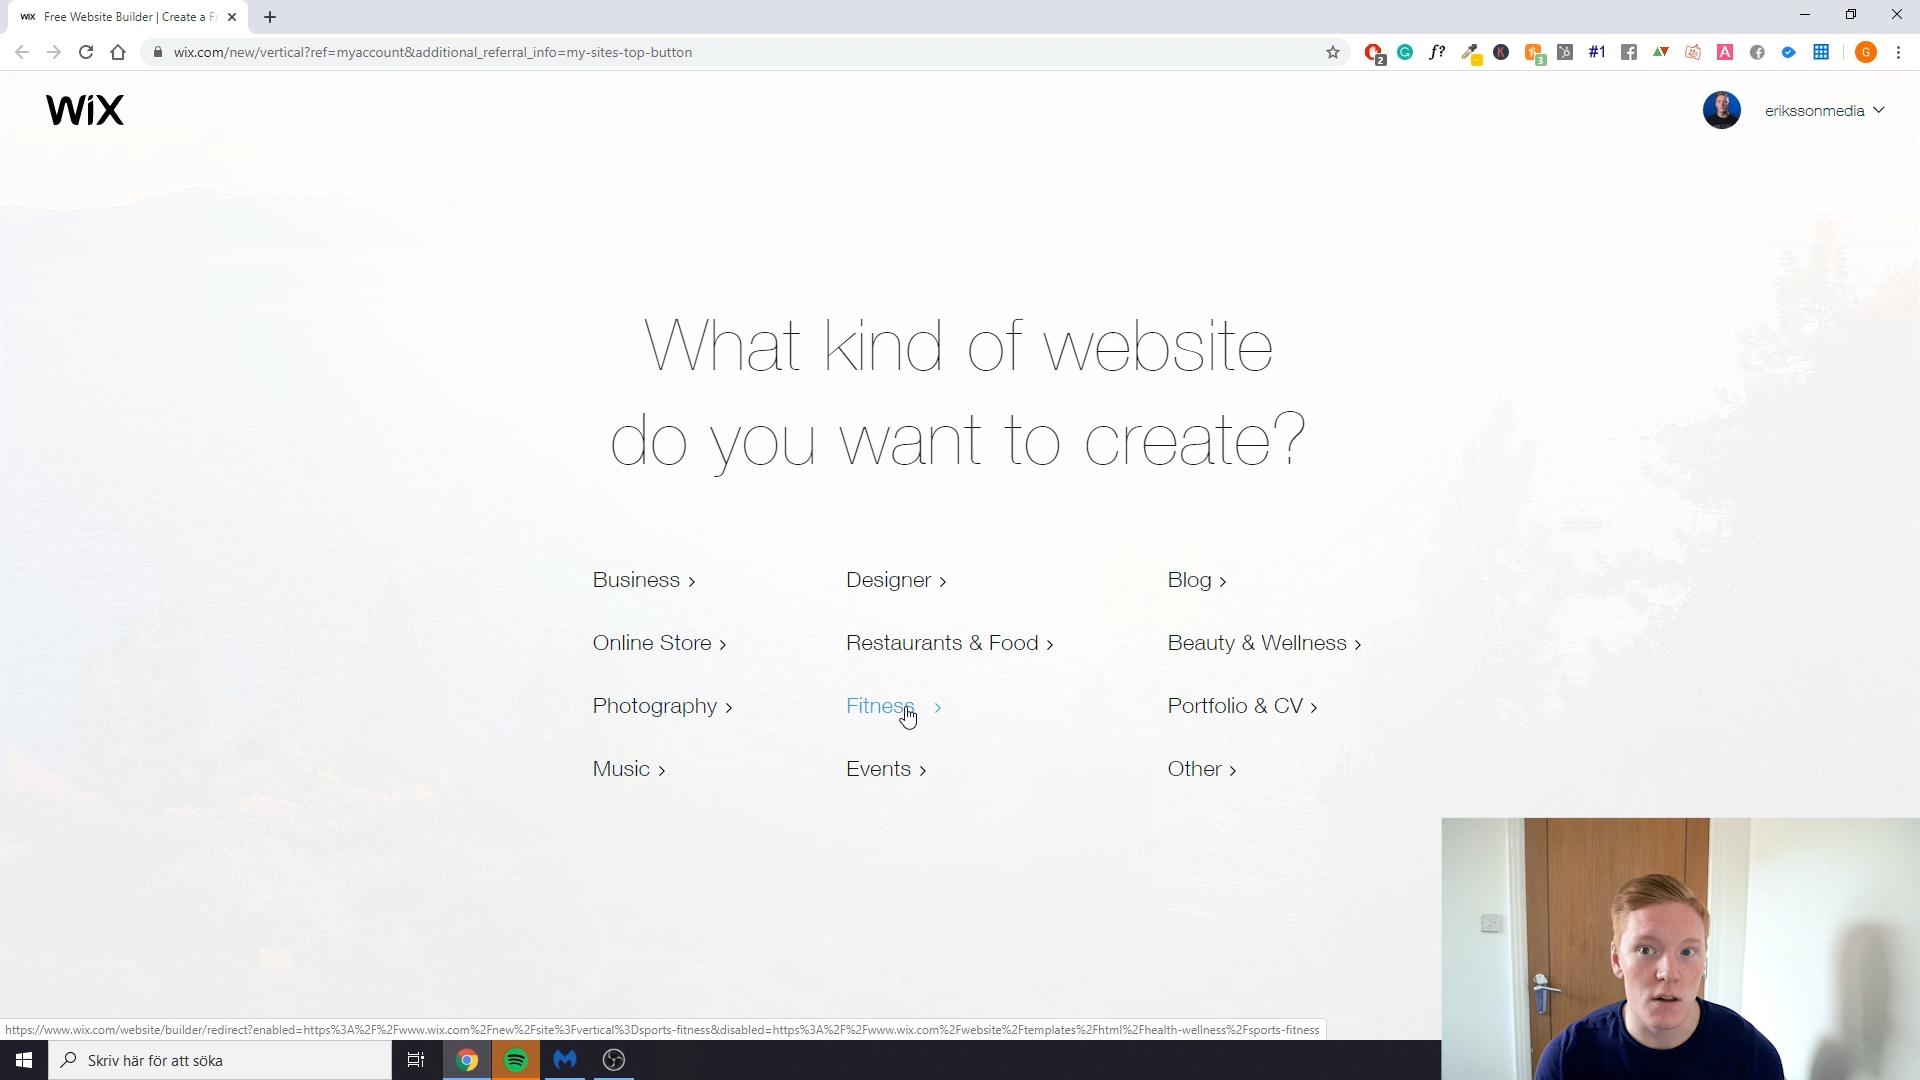 WiX Free Website Builder | Create a Fr
wix.com/new/vertical?ref=myaccount&additional_referral_info=my-sites-top-button
2
f?
K
3
#1
A
G
WiX
erikssonmedia
What kind of website
do you want to create?
Business >
Designer >
Blog >
Online Store >
Restaurants & Food >
Beauty & Wellness >
Photography >
Fitness >
Portfolio & CV >
Music >
Events >
Other >
https://www.wix.com/website/builder/redirect?enabled=https%3A%2F%2Fwww.wix.com%2Fnew%2Fsite%3Fvertical%3Dsports-fitness&disabled=https%3A%2F%2Fwww.wix.com%2Fwebsite%2Ftemplates%2Fhtml%2Fhealth-wellness%2Fsports-fitness
Skriv här för att söka